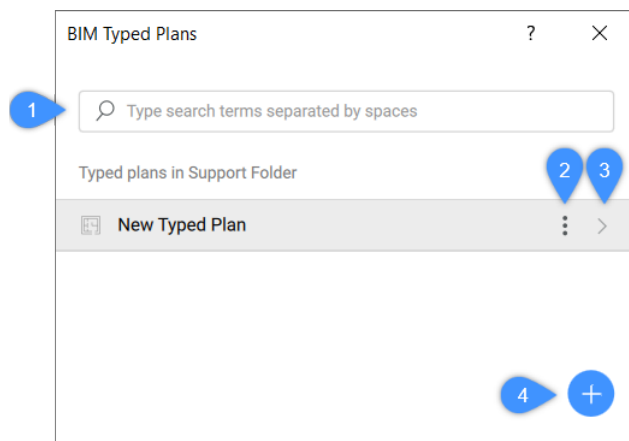 BIM Typed Plans ?
1 Type search terms separated by spaces
Typed plans in Support Folder 2 3
New Typed Plan
4